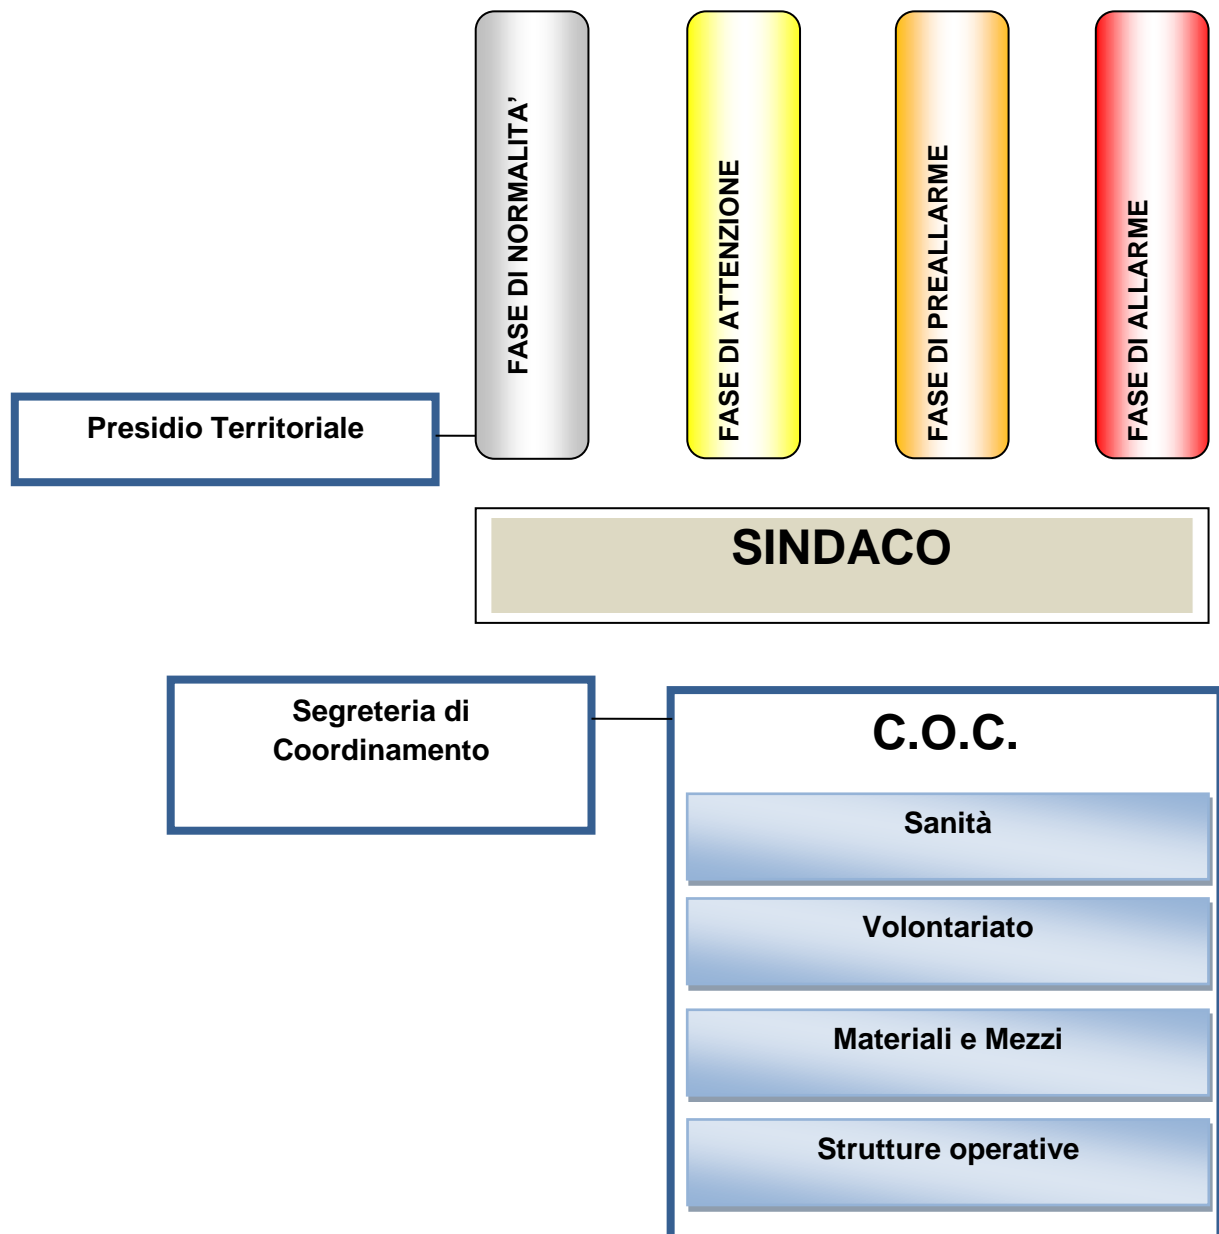 FASE DI NORMALITA'
FASE DI ATTENZIONE
FASE DI PREALLARME
FASE DI ALLARME
Presidio Territoriale
SINDACO
Segreteria di
Coordinamento
C.O.C.
Sanità
Volontariato
Materiali e Mezzi
Strutture operative